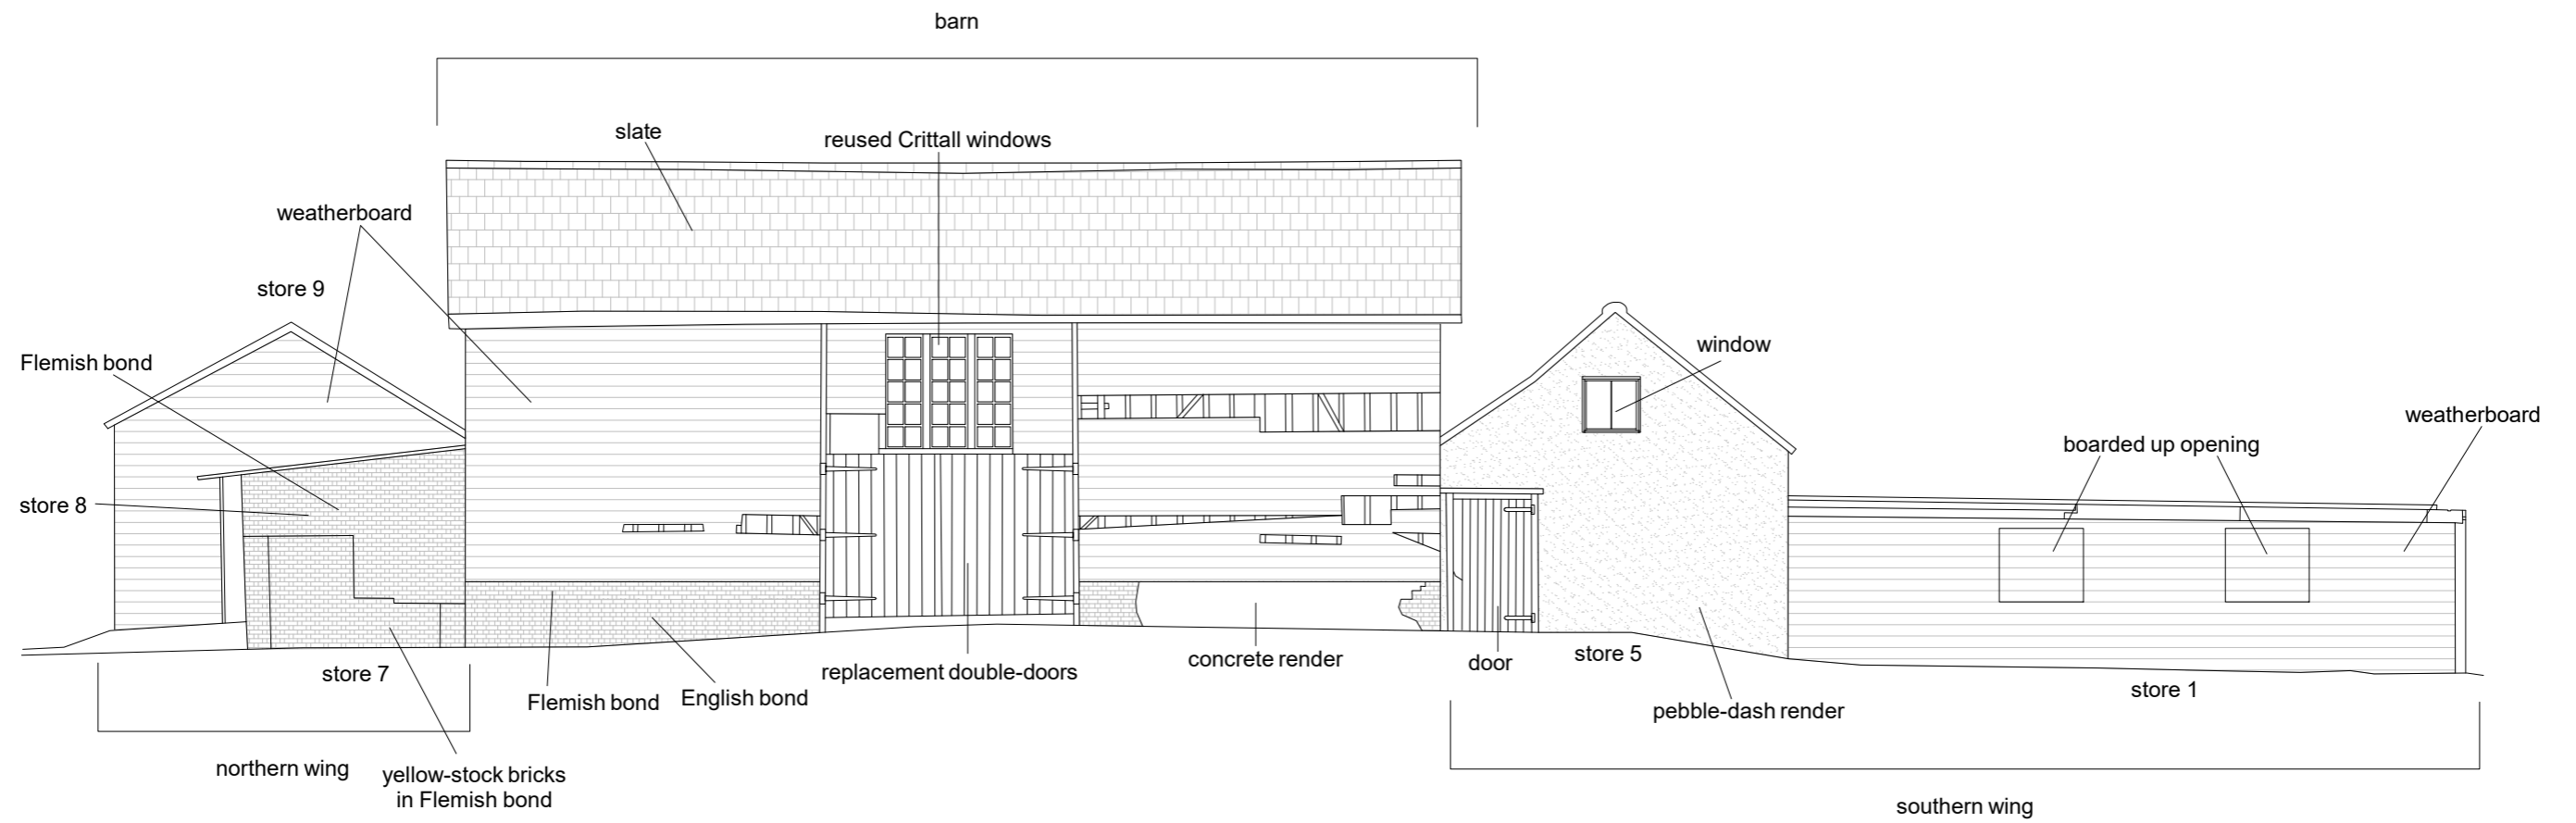 barn
slate
reused Crittall windows
weatherboard
store 9
window
Flemish bond
weatherboard
boarded up opening
store 8
store 5
door
concrete render
replacement double-doors
store 7
store 1
English bond
Flemish bond
pebble-dash render
northern wing
yellow-stock bricks
in Flemish bond
southern wing